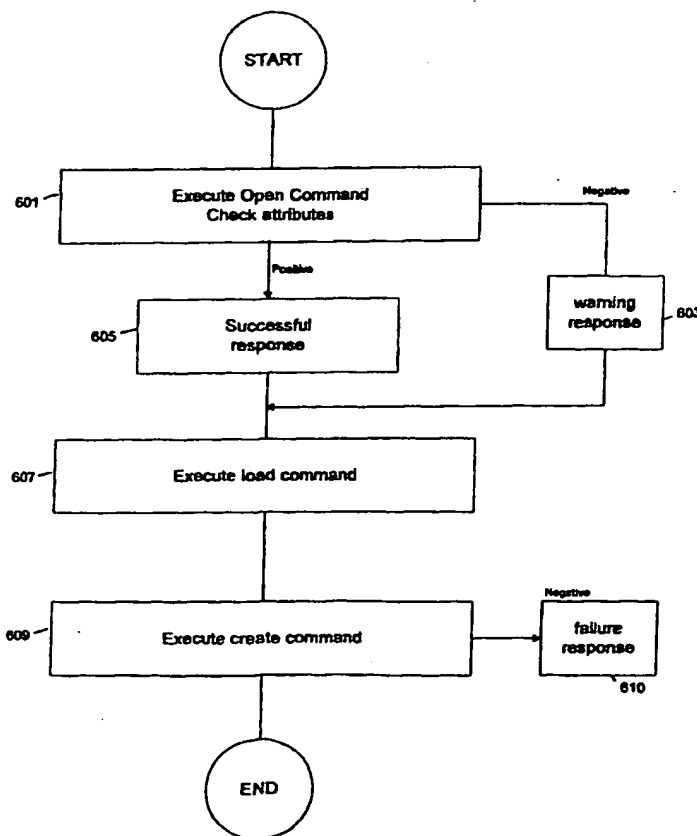 START
601
Execute Open Command
Check attributes
Negative
Positive
warning
response
603
605
Successful
response
607
Execute load command
609
Execute create command
Negative
failure
response
610
END